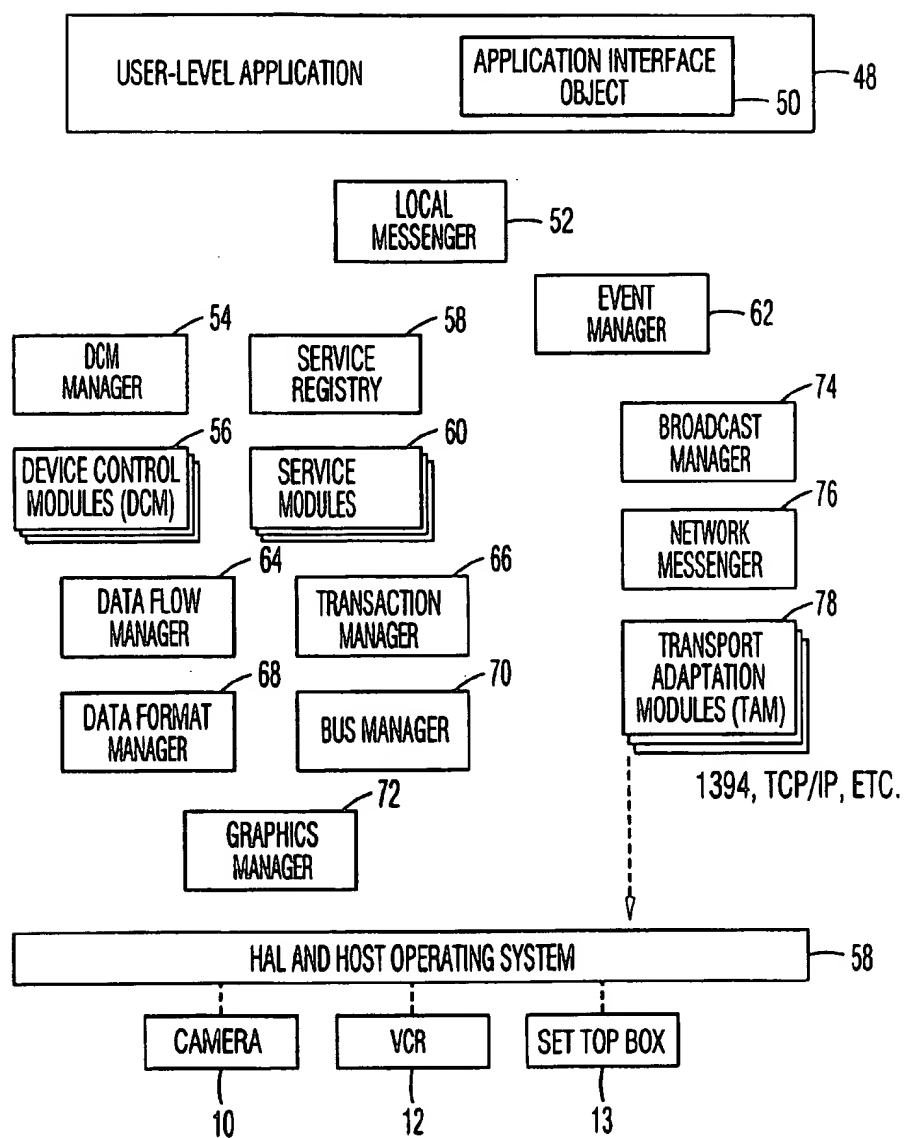 USER-LEVEL APPLICATION
APPLICATION INTERFACE
OBJECT
50
48
LOCAL
MESSENGER
52
EVENT
MANAGER
62
54
DCM
MANAGER
58
SERVICE
REGISTRY
74
BROADCAST
MANAGER
56
DEVICE CONTROL
MODULES (DCM)
60
SERVICE
MODULES
76
NETWORK
MESSENGER
64
DATA FLOW
MANAGER
66
TRANSACTION
MANAGER
78
TRANSPORT
ADAPTATION
MODULES (TAM)
68
DATA FORMAT
MANAGER
70
BUS MANAGER
1394, TCP/IP, ETC.
72
GRAPHICS
MANAGER
HAL AND HOST OPERATING SYSTEM
58
CAMERA
VCR
SET TOP BOX
10
12
13